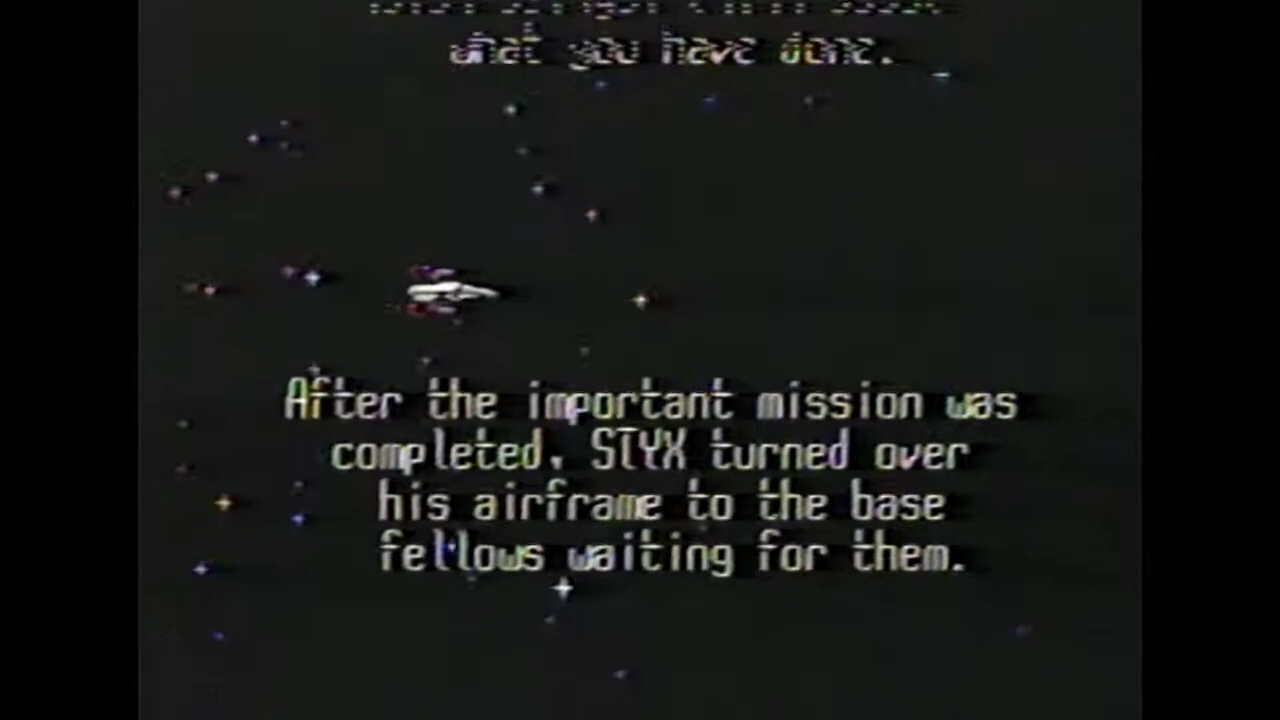 what you have done.
After the important mission was
completed, STYX turned over
his airframe to the base
fellows waiting for them.